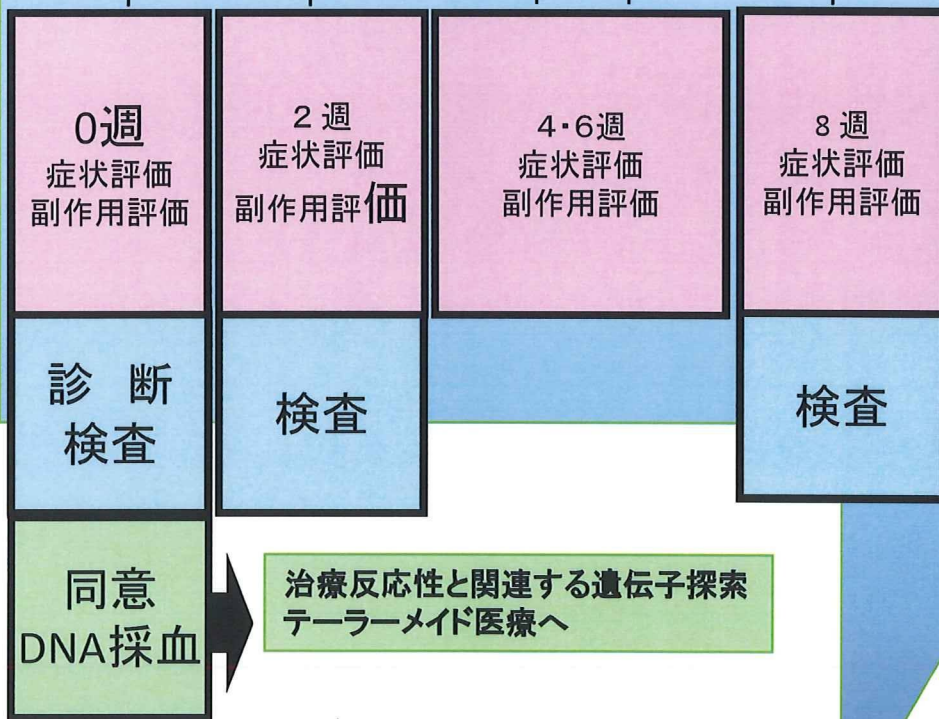 0週
症状評価
副作用評価
2 週
症状評価
副作用評価
4・6週
症状評価
副作用評価
8 週
症状評価
副作用評価
診 断
検査
検査
検査
同意
DNA採血
治療反応性と関連する遺伝子探索
テーラーメイド医療へ